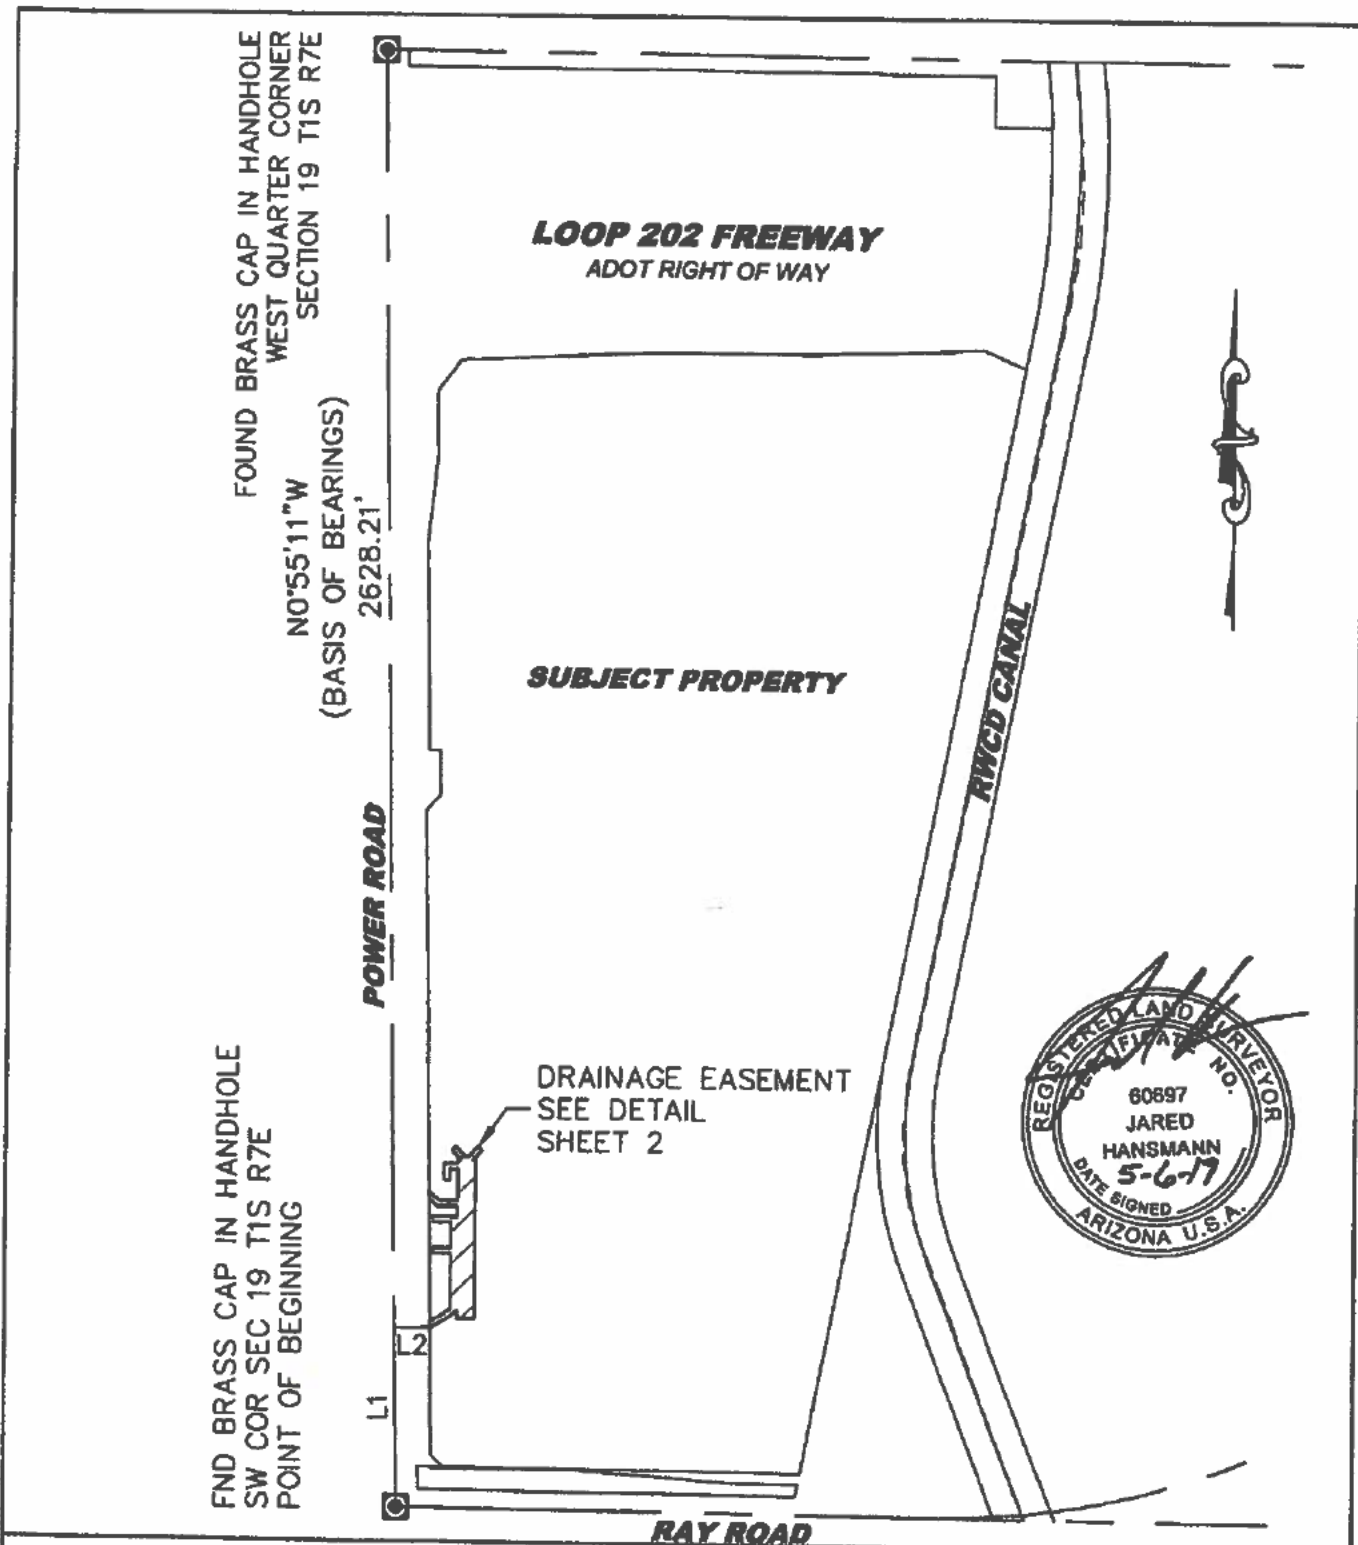 FOUND BRASS CAP IN HANDHOLE
WEST QUARTER CORNER
SECTION 19 T1S R7E
LOOP 202 FREEWAY
ADOT RIGHT OF WAY
N0°55'11"W
(BASIS OF BEARINGS)
2628.21'
SUBJECT PROPERTY
RWCD CANAL
POWER ROAD
DRAINAGE EASEMENT
SEE DETAIL
SHEET 2
REGISTERED LAND SURVEYOR
CERTIFICATE NO.
60697
JARED
HANSMANN
5-6-19
DATE SIGNED
ARIZONA U.S.A.
FND BRASS CAP IN HANDHOLE
SW COR SEC 19 T1S R7E
POINT OF BEGINNING
L2
L1
RAY ROAD